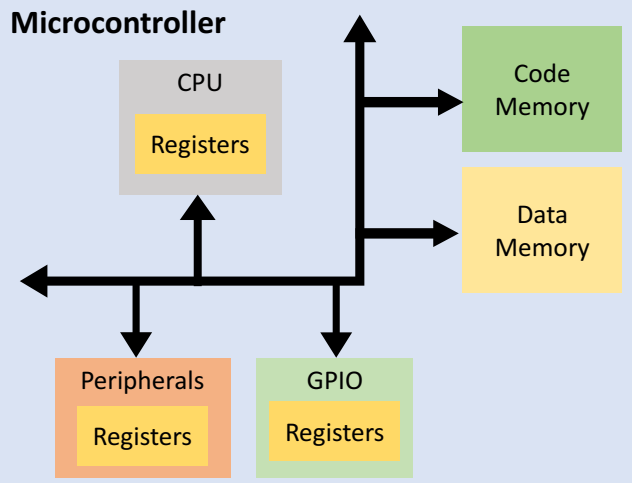 Microcontroller
CPU
Registers
Code
Memory
Data
Memory
Peripherals
Registers
GPIO
Registers